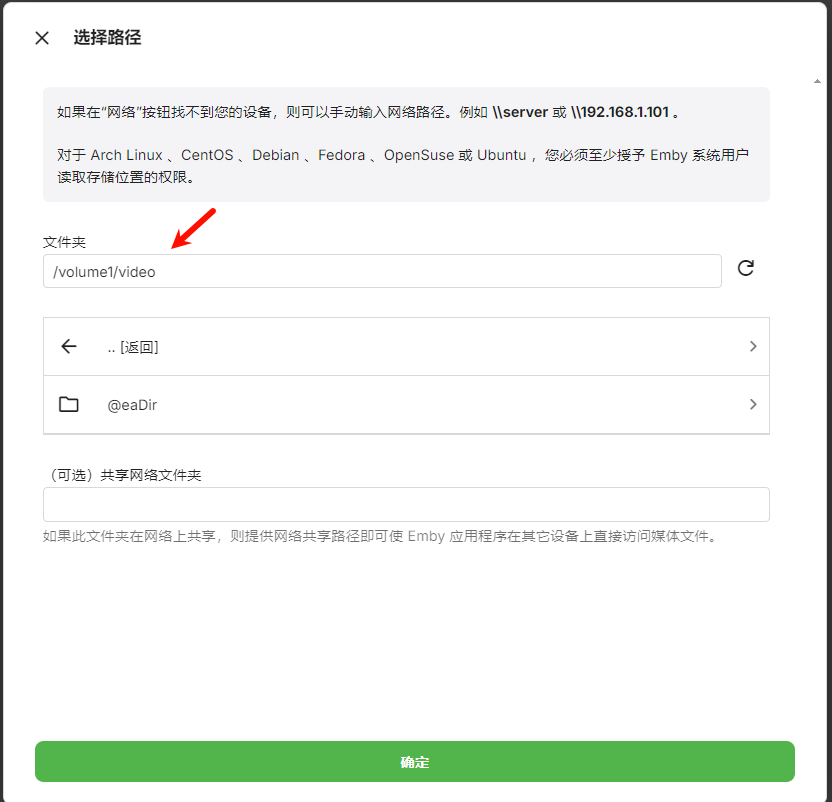 选择路径
如果在“网络”按钮找不到您的设备，则可以手动输入网络路径。例如 \\server 或 \\192.168.1.101 。
对于 Arch Linux 、CentOS 、Debian 、Fedora 、OpenSuse 或 Ubuntu ，您必须至少授予 Emby 系统用户
读取存储位置的权限。
文件夹
/volume1/video
.. [返回]
@eaDir
（可选）共享网络文件夹
如果此文件夹在网络上共享，则提供网络共享路径即可使 Emby 应用程序在其它设备上直接访问媒体文件。
确定